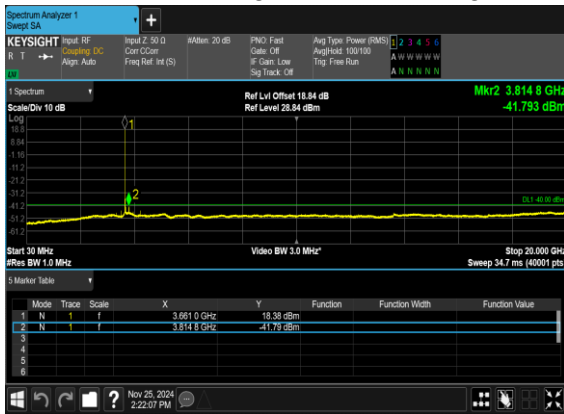 Spectrum Analyzer 1
Swept SA
KEYSIGHT Input: RF Input Z: 50 Ω #Atten: 20 dB PNO: Fast Avg Type: Power (RMS) 1 2 3 4 5 6
R T Coupling: DC Corr CCorr Gate: Off Avg|Hold: 100/100 A W W W W W
Align: Auto Freq Ref: Int (S) IF Gain: Low Trig: Free Run
LXI Sig Track: Off A N N N N N
1 Spectrum Ref Lvl Offset 18.84 dB Mkr2 3.814 8 GHz
Scale/Div 10 dB Ref Level 28.84 dBm -41.793 dBm
Log
18.8
8.84
-1.16
-11.2
-21.2
-31.2
-41.2
-51.2
-61.2
1
2
DL1 -40.00 dBm
Start 30 MHz Video BW 3.0 MHz* Stop 20.000 GHz
#Res BW 1.0 MHz Sweep 34.7 ms (40001 pts)
5 Marker Table
Mode Trace Scale X Y Function Function Width Function Value
1 N 1 f 3.661 0 GHz 18.38 dBm
2 N 1 f 3.814 8 GHz -41.79 dBm
3
4
5
6
? Nov 25, 2024
2:22:07 PM